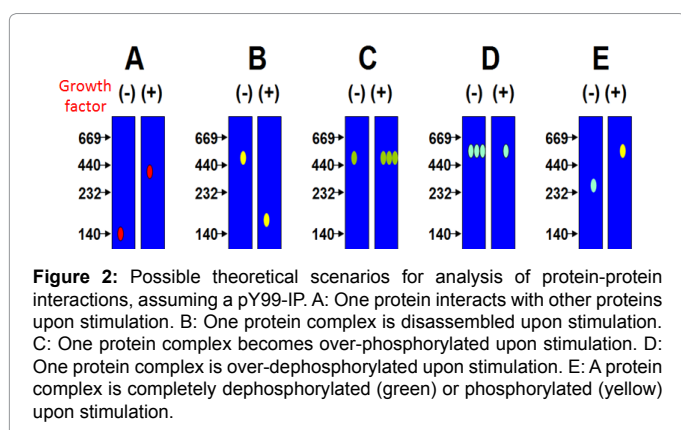 A B C D E
Growth factor (-) (+) (-) (+) (-) (+) (-) (+) (-) (+)
669 669 669 669 669
440 440 440 440 440
232 232 232 232 232
140 140 140 140 140
Figure 2: Possible theoretical scenarios for analysis of protein-protein
interactions, assuming a pY99-IP. A: One protein interacts with other proteins
upon stimulation. B: One protein complex is disassembled upon stimulation.
C: One protein complex becomes over-phosphorylated upon stimulation. D:
One protein complex is over-dephosphorylated upon stimulation. E: A protein
complex is completely dephosphorylated (green) or phosphorylated (yellow)
upon stimulation.